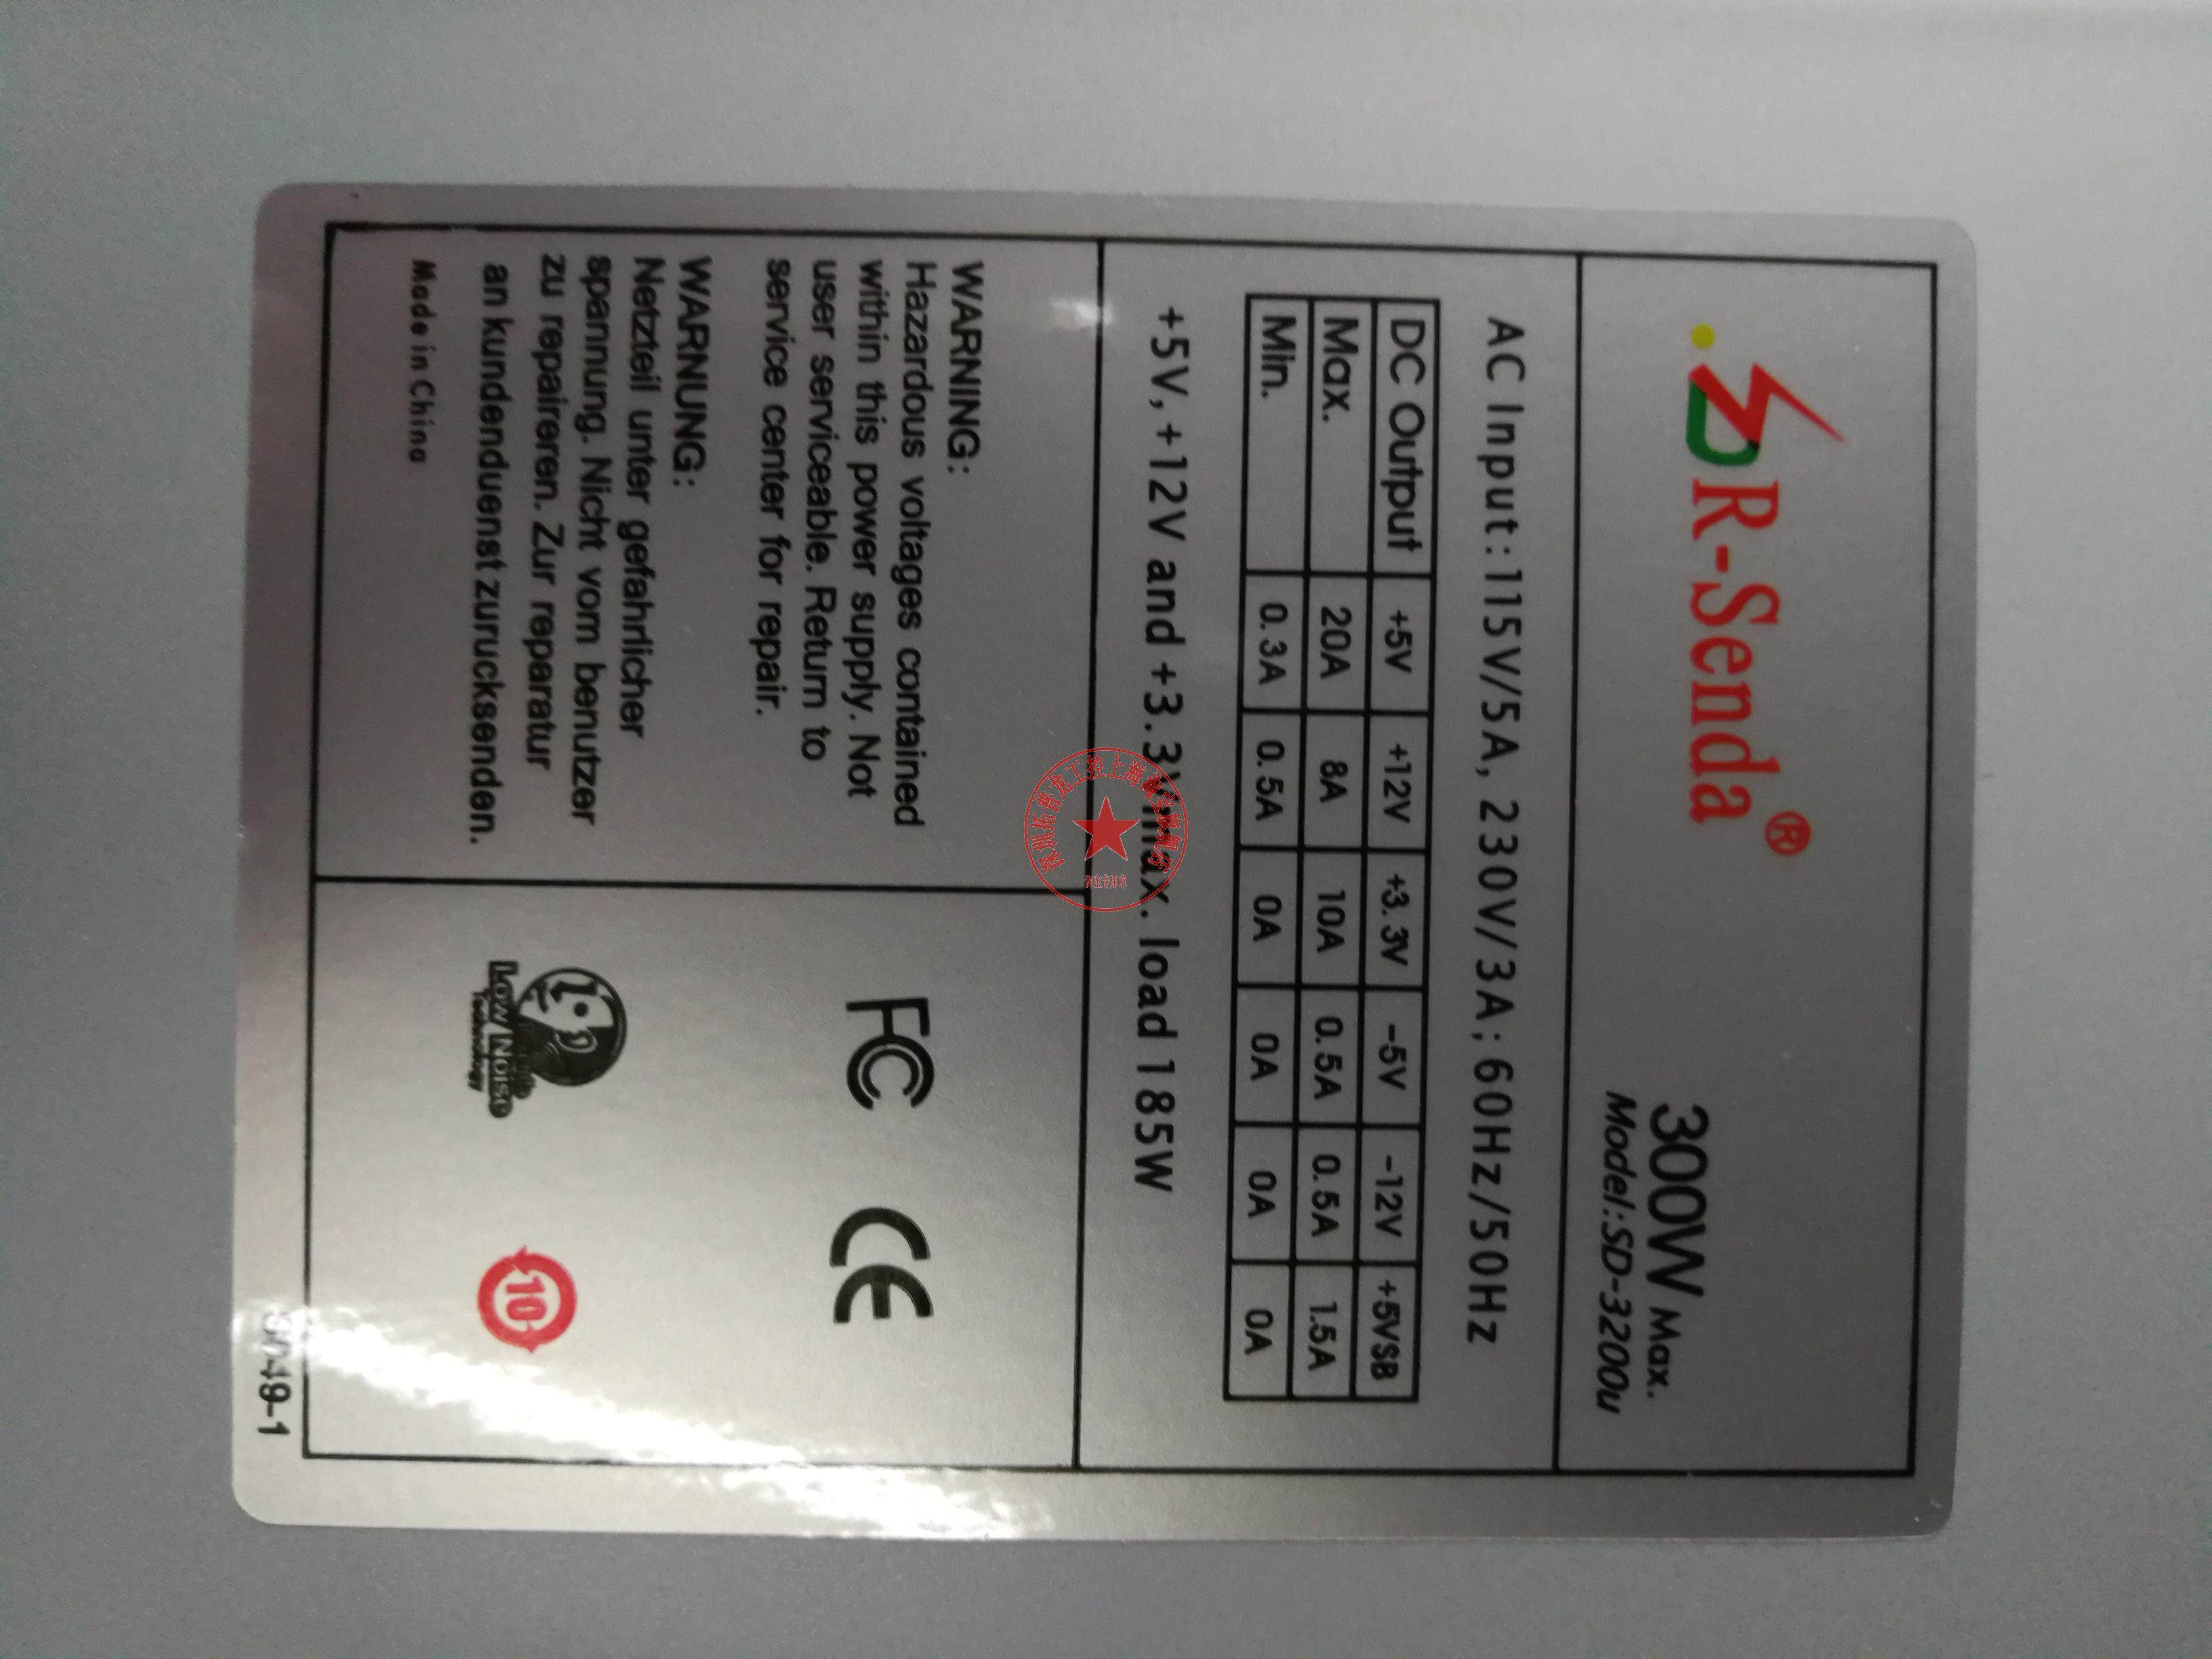 R-Senda®
300W Max.
Model:SD-3200u
AC Input:115V/5A, 230V/3A; 60Hz/50Hz
DC Output +5V +12V +3.3V -5V -12V +5VSB
Max. 20A 8A 10A 0.5A 0.5A 1.5A
Min. 0.3A 0.5A 0A 0A 0A 0A
+5V, +12V and +3.3V max. load 185W
WARNING:
Hazardous voltages contained
within this power supply. Not
user serviceable. Return to
service center for repair.
WARNUNG:
Netzteil unter gefahrlicher
spannung. Nicht vom benutzer
zu repaireren. Zur reparatur
an kundenduenst zurucksenden.
Made in China
FC CE
LOW NOISE
Technology
10
49-1